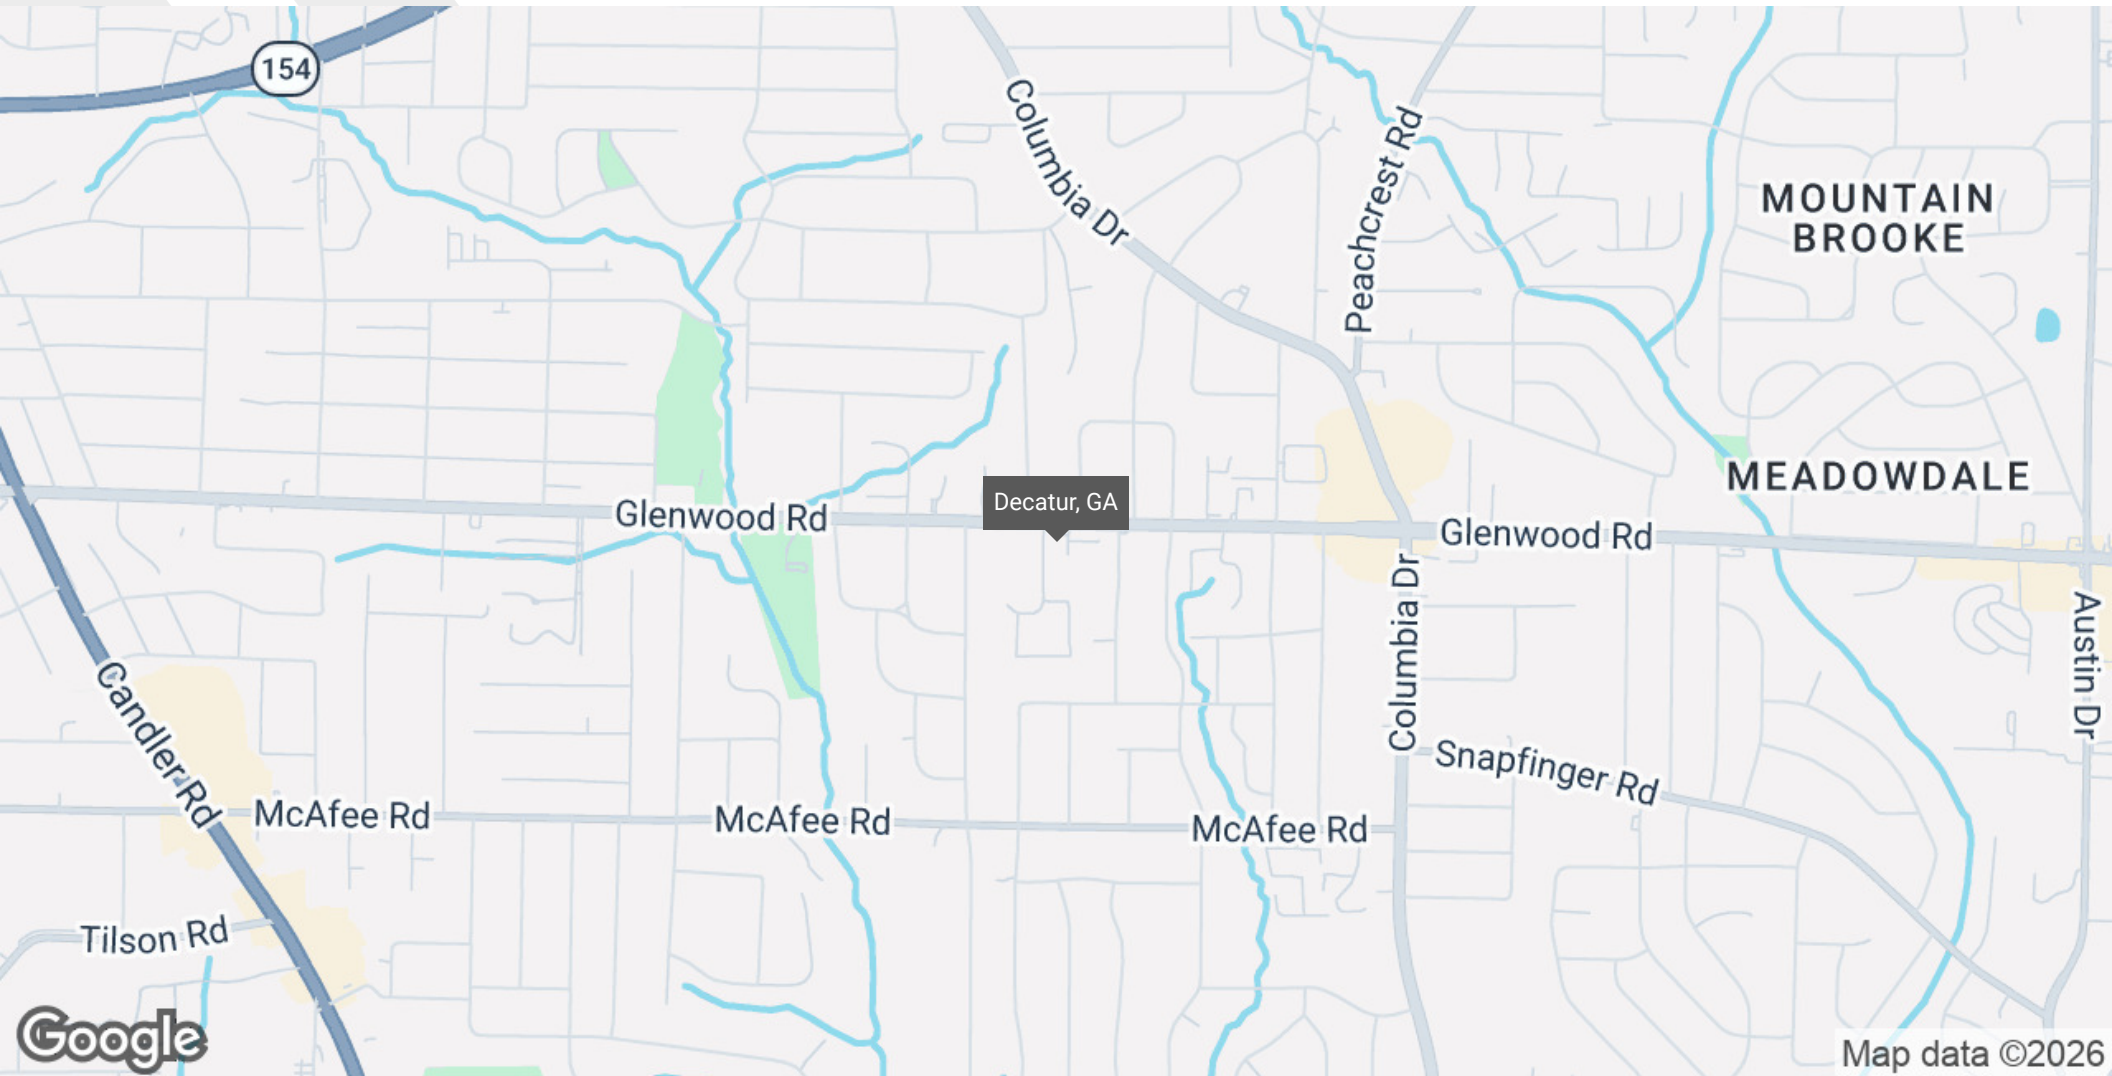 154
Columbia Dr
Peachcrest Rd
MOUNTAIN
BROOKE
MEADOWDALE
Glenwood Rd
Decatur, GA
Glenwood Rd
Columbia Dr
Austin Dr
Candler Rd
Snapfinger Rd
McAfee Rd
McAfee Rd
McAfee Rd
Tilson Rd
Google
Map data ©2026